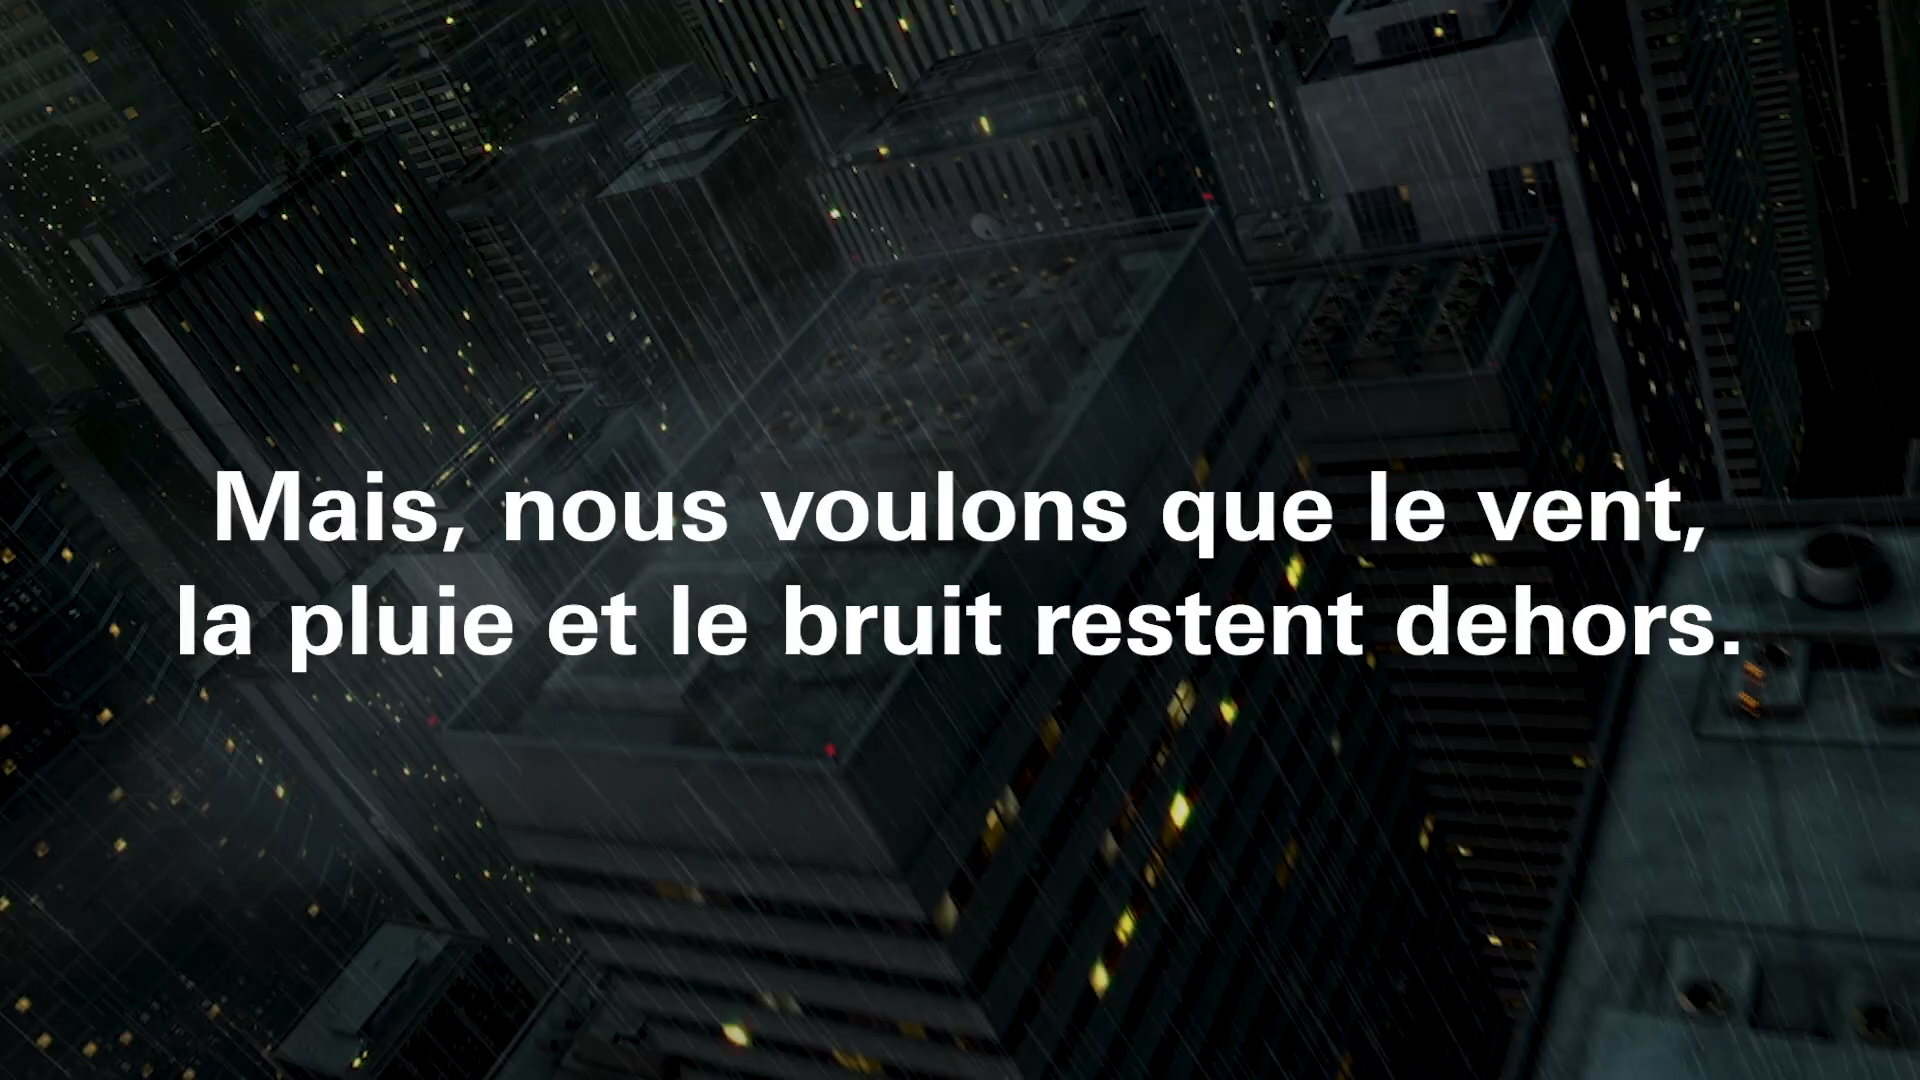 Mais, nous voulons que le vent,
la pluie et le bruit restent dehors.